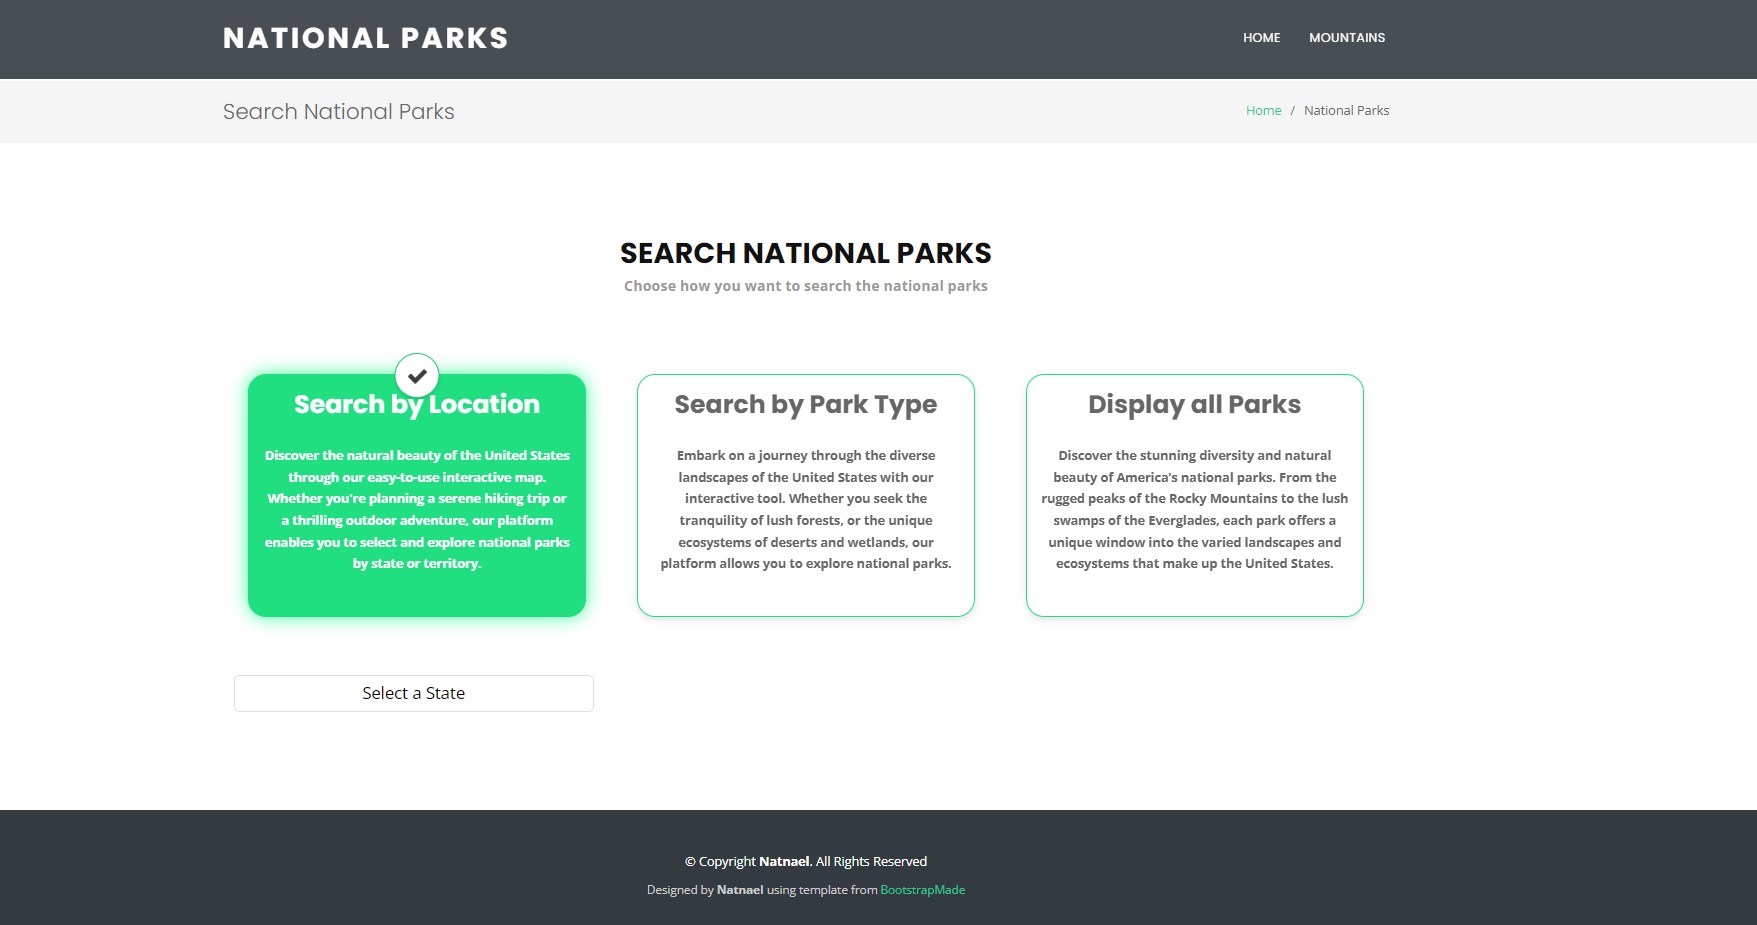 NATIONAL PARKS
HOME MOUNTAINS
Search National Parks
Home / National Parks
SEARCH NATIONAL PARKS
Choose how you want to search the national parks
Search by Location
Discover the natural beauty of the United States
through our easy-to-use interactive map.
Whether you're planning a serene hiking trip or
a thrilling outdoor adventure, our platform
enables you to select and explore national parks
by state or territory.
Search by Park Type
Embark on a journey through the diverse
landscapes of the United States with our
interactive tool. Whether you seek the
tranquility of lush forests, or the unique
ecosystems of deserts and wetlands, our
platform allows you to explore national parks.
Display all Parks
Discover the stunning diversity and natural
beauty of America’s national parks. From the
rugged peaks of the Rocky Mountains to the lush
swamps of the Everglades, each park offers a
unique window into the varied landscapes and
ecosystems that make up the United States.
Select a State
© Copyright Natnael. All Rights Reserved
Designed by Natnael using template from BootstrapMade